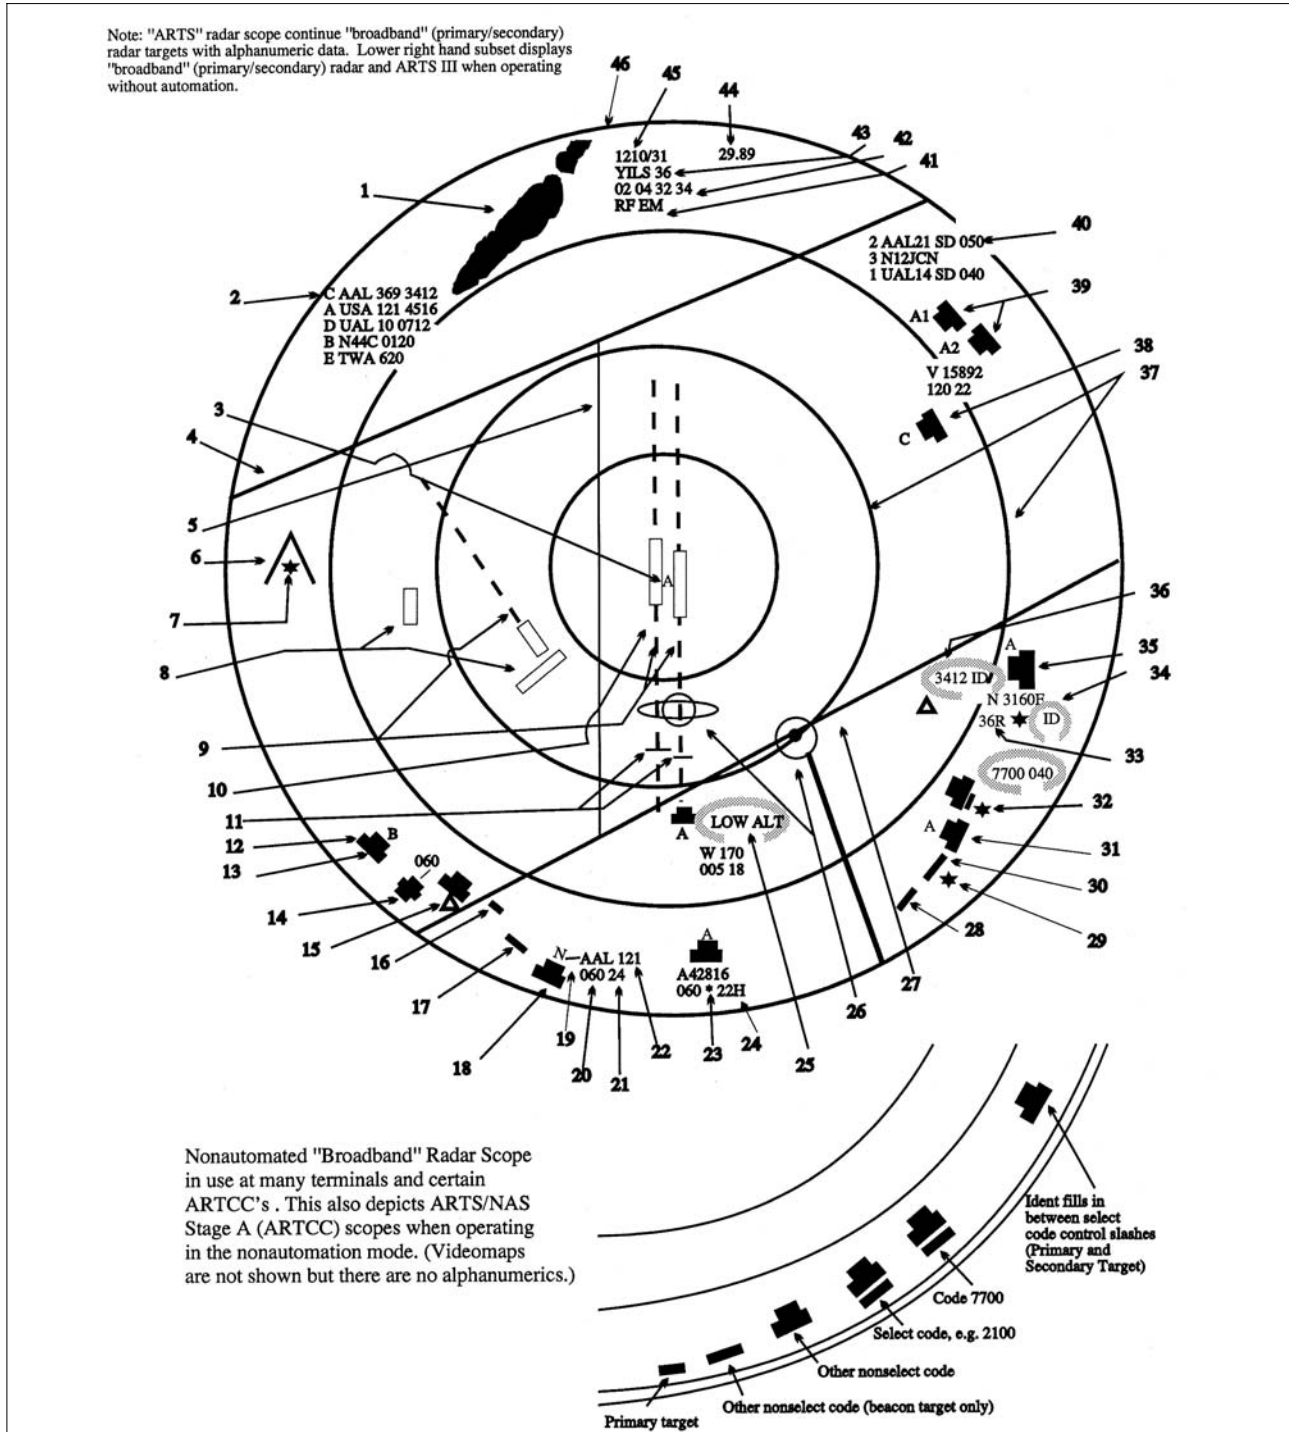 Note: "ARTS" radar scope continue "broadband" (primary/secondary)
radar targets with alphanumeric data. Lower right hand subset displays
"broadband" (primary/secondary) radar and ARTS III when operating
without automation.
46
45
44
43
42
41
1210/31
29.89
YILS 36
02 04 32 34
RF EM
1
40
2 AAL21 SD 050
3 N12JCN
1 UAL14 SD 040
2
C AAL 369 3412
A USA 121 4516
D UAL 10 0712
B N44C 0120
E TWA 620
39
A1
A2
38
V 15892
120 22
37
3
C
4
5
6
7
A
36
8
A
35
3412 ID
34
N 3160F
36R
ID
9
33
10
7700 040
32
11
A
LOW ALT
A
31
12
B
W 170
005 18
13
060
30
14
28
29
15
16
A
27
N
AAL 121
060 24
A42816
060 * 22H
17
26
18
19
20
21
22
23
24
25
Nonautomated "Broadband" Radar Scope
in use at many terminals and certain
ARTCC's . This also depicts ARTS/NAS
Stage A (ARTCC) scopes when operating
in the nonautomation mode. (Videomaps
are not shown but there are no alphanumerics.)
Ident fills in
between select
code control slashes
(Primary and
Secondary Target)
Code 7700
Select code, e.g. 2100
Other nonselect code
Other nonselect code (beacon target only)
Primary target